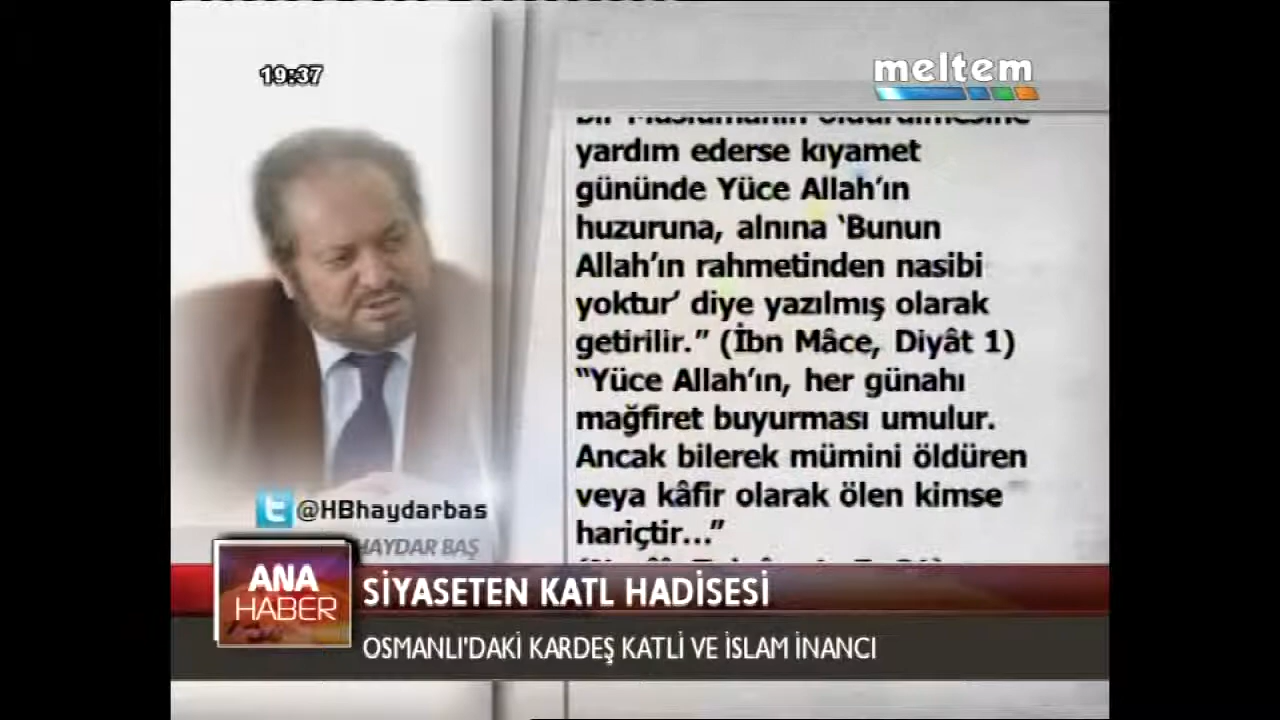 19:37
meltem
bir Müslümanın öldürülmesine
yardım ederse kıyamet
gününde Yüce Allah’ın
huzuruna, alnına ‘Bunun
Allah’ın rahmetinden nasibi
yoktur’ diye yazılmış olarak
getirilir.” (İbn Mâce, Diyât 1)
“Yüce Allah’ın, her günahı
mağfiret buyurması umulur.
Ancak bilerek mümini öldüren
veya kâfir olarak ölen kimse
hariçtir...”
@HBhaydarbas
HAYDAR BAŞ
ANA
HABER
SİYASETEN KATL HADİSESİ
OSMANLI'DAKİ KARDEŞ KATLİ VE İSLAM İNANCI